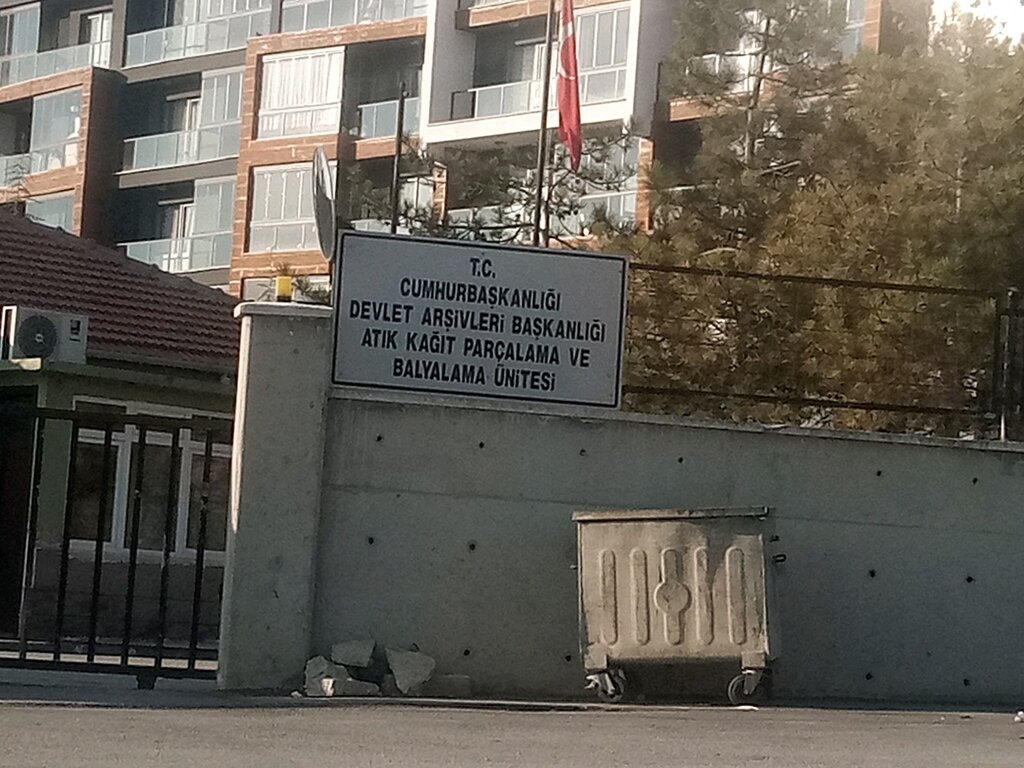 T.C.
CUMHURBAŞKANLIĞI
DEVLET ARŞİVLERİ BAŞKANLIĞI
ATIK KAĞIT PARÇALAMA VE
BALYALAMA ÜNİTESİ